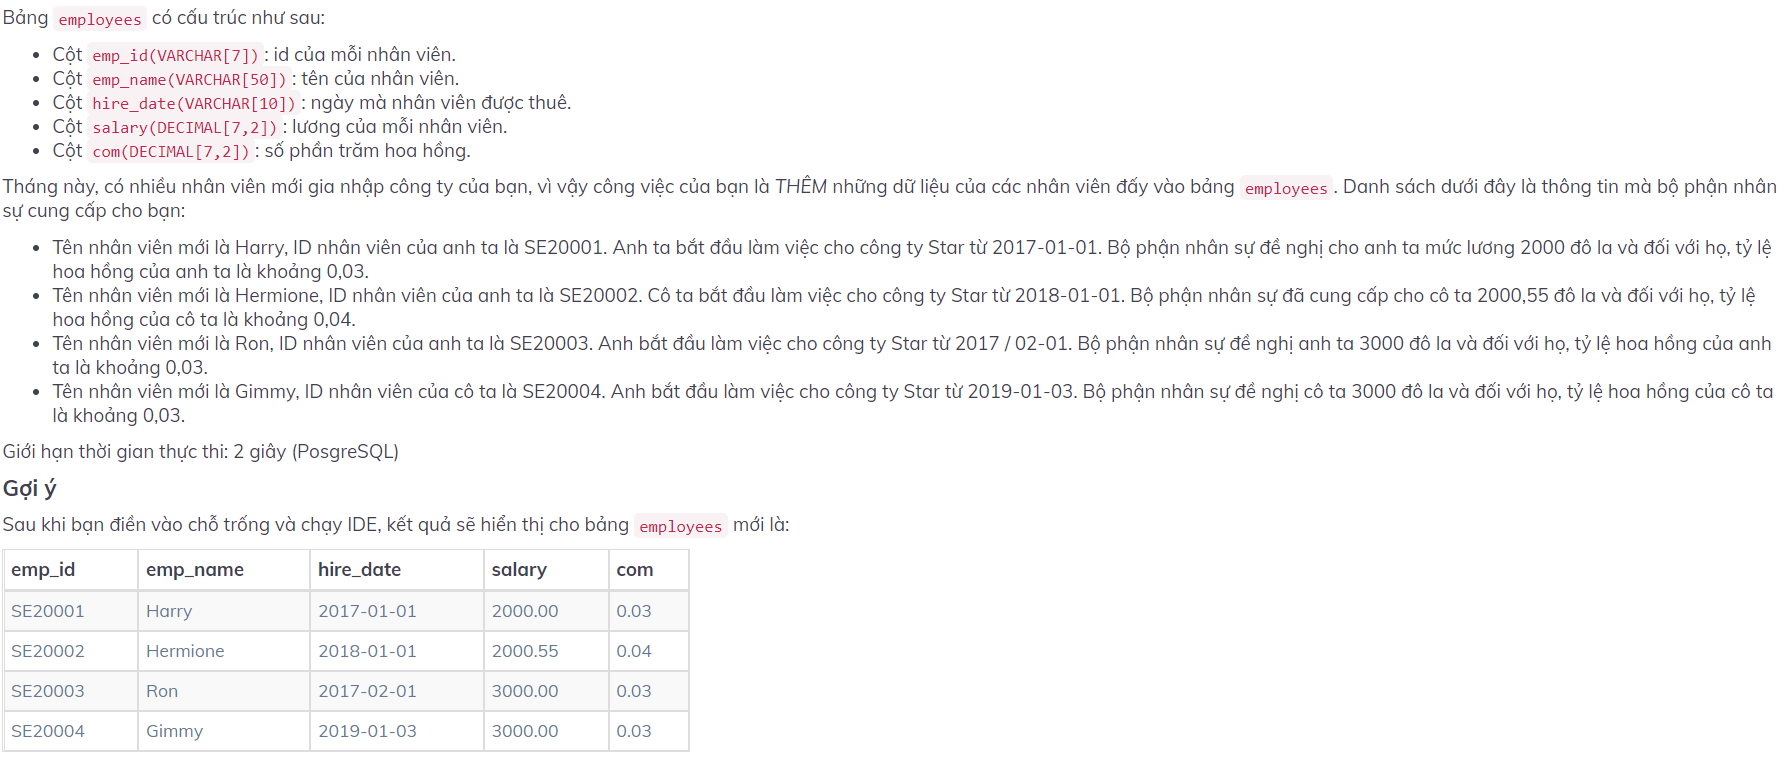 Bảng employees có cấu trúc như sau:
Cột emp_id(VARCHAR[7]): id của mỗi nhân viên.
Cột emp_name(VARCHAR[50]): tên của nhân viên.
Cột hire_date(VARCHAR[10]): ngày mà nhân viên được thuê.
Cột salary(DECIMAL[7,2]): lương của mỗi nhân viên.
Cột com(DECIMAL[7,2]): số phần trăm hoa hồng.
Tháng này, có nhiều nhân viên mới gia nhập công ty của bạn, vì vậy công việc của bạn là THÊM những dữ liệu của các nhân viên đấy vào bảng employees. Danh sách dưới đây là thông tin mà bộ phận nhân
sự cung cấp cho bạn:
Tên nhân viên mới là Harry, ID nhân viên của anh ta là SE20001. Anh ta bắt đầu làm việc cho công ty Star từ 2017-01-01. Bộ phận nhân sự đề nghị cho anh ta mức lương 2000 đô la và đối với họ, tỷ lệ
hoa hồng của anh ta là khoảng 0,03.
Tên nhân viên mới là Hermione, ID nhân viên của anh ta là SE20002. Cô ta bắt đầu làm việc cho công ty Star từ 2018-01-01. Bộ phận nhân sự đã cung cấp cho cô ta 2000,55 đô la và đối với họ, tỷ lệ
hoa hồng của cô ta là khoảng 0,04.
Tên nhân viên mới là Ron, ID nhân viên của anh ta là SE20003. Anh bắt đầu làm việc cho công ty Star từ 2017 / 02-01. Bộ phận nhân sự đề nghị anh ta 3000 đô la và đối với họ, tỷ lệ hoa hồng của anh
ta là khoảng 0,03.
Tên nhân viên mới là Gimmy, ID nhân viên của cô ta là SE20004. Anh bắt đầu làm việc cho công ty Star từ 2019-01-03. Bộ phận nhân sự đề nghị cô ta 3000 đô la và đối với họ, tỷ lệ hoa hồng của cô ta
là khoảng 0,03.
Giới hạn thời gian thực thi: 2 giây (PosgreSQL)
Gợi ý
Sau khi bạn điền vào chỗ trống và chạy IDE, kết quả sẽ hiển thị cho bảng employees mới là:
emp_id emp_name hire_date salary com
SE20001 Harry 2017-01-01 2000.00 0.03
SE20002 Hermione 2018-01-01 2000.55 0.04
SE20003 Ron 2017-02-01 3000.00 0.03
SE20004 Gimmy 2019-01-03 3000.00 0.03